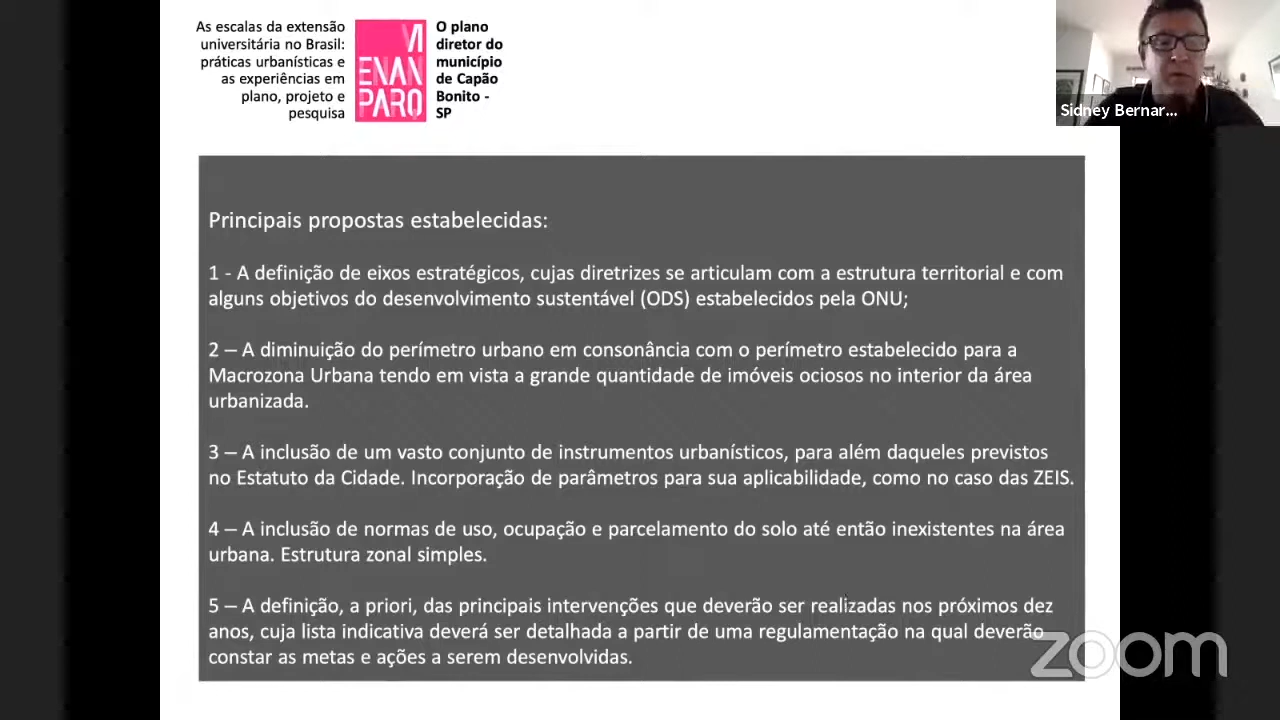 As escalas da extensão
universitária no Brasil:
práticas urbanísticas e
as experiências em
plano, projeto e
pesquisa
VI
ENAN
PARQ
O plano
diretor do
município
de Capão
Bonito -
SP
Sidney Bernar...
Principais propostas estabelecidas:
1 - A definição de eixos estratégicos, cujas diretrizes se articulam com a estrutura territorial e com
alguns objetivos do desenvolvimento sustentável (ODS) estabelecidos pela ONU;
2 – A diminuição do perímetro urbano em consonância com o perímetro estabelecido para a
Macrozona Urbana tendo em vista a grande quantidade de imóveis ociosos no interior da área
urbanizada.
3 – A inclusão de um vasto conjunto de instrumentos urbanísticos, para além daqueles previstos
no Estatuto da Cidade. Incorporação de parâmetros para sua aplicabilidade, como no caso das ZEIS.
4 – A inclusão de normas de uso, ocupação e parcelamento do solo até então inexistentes na área
urbana. Estrutura zonal simples.
5 – A definição, a priori, das principais intervenções que deverão ser realizadas nos próximos dez
anos, cuja lista indicativa deverá ser detalhada a partir de uma regulamentação na qual deverão
constar as metas e ações a serem desenvolvidas.
zoom